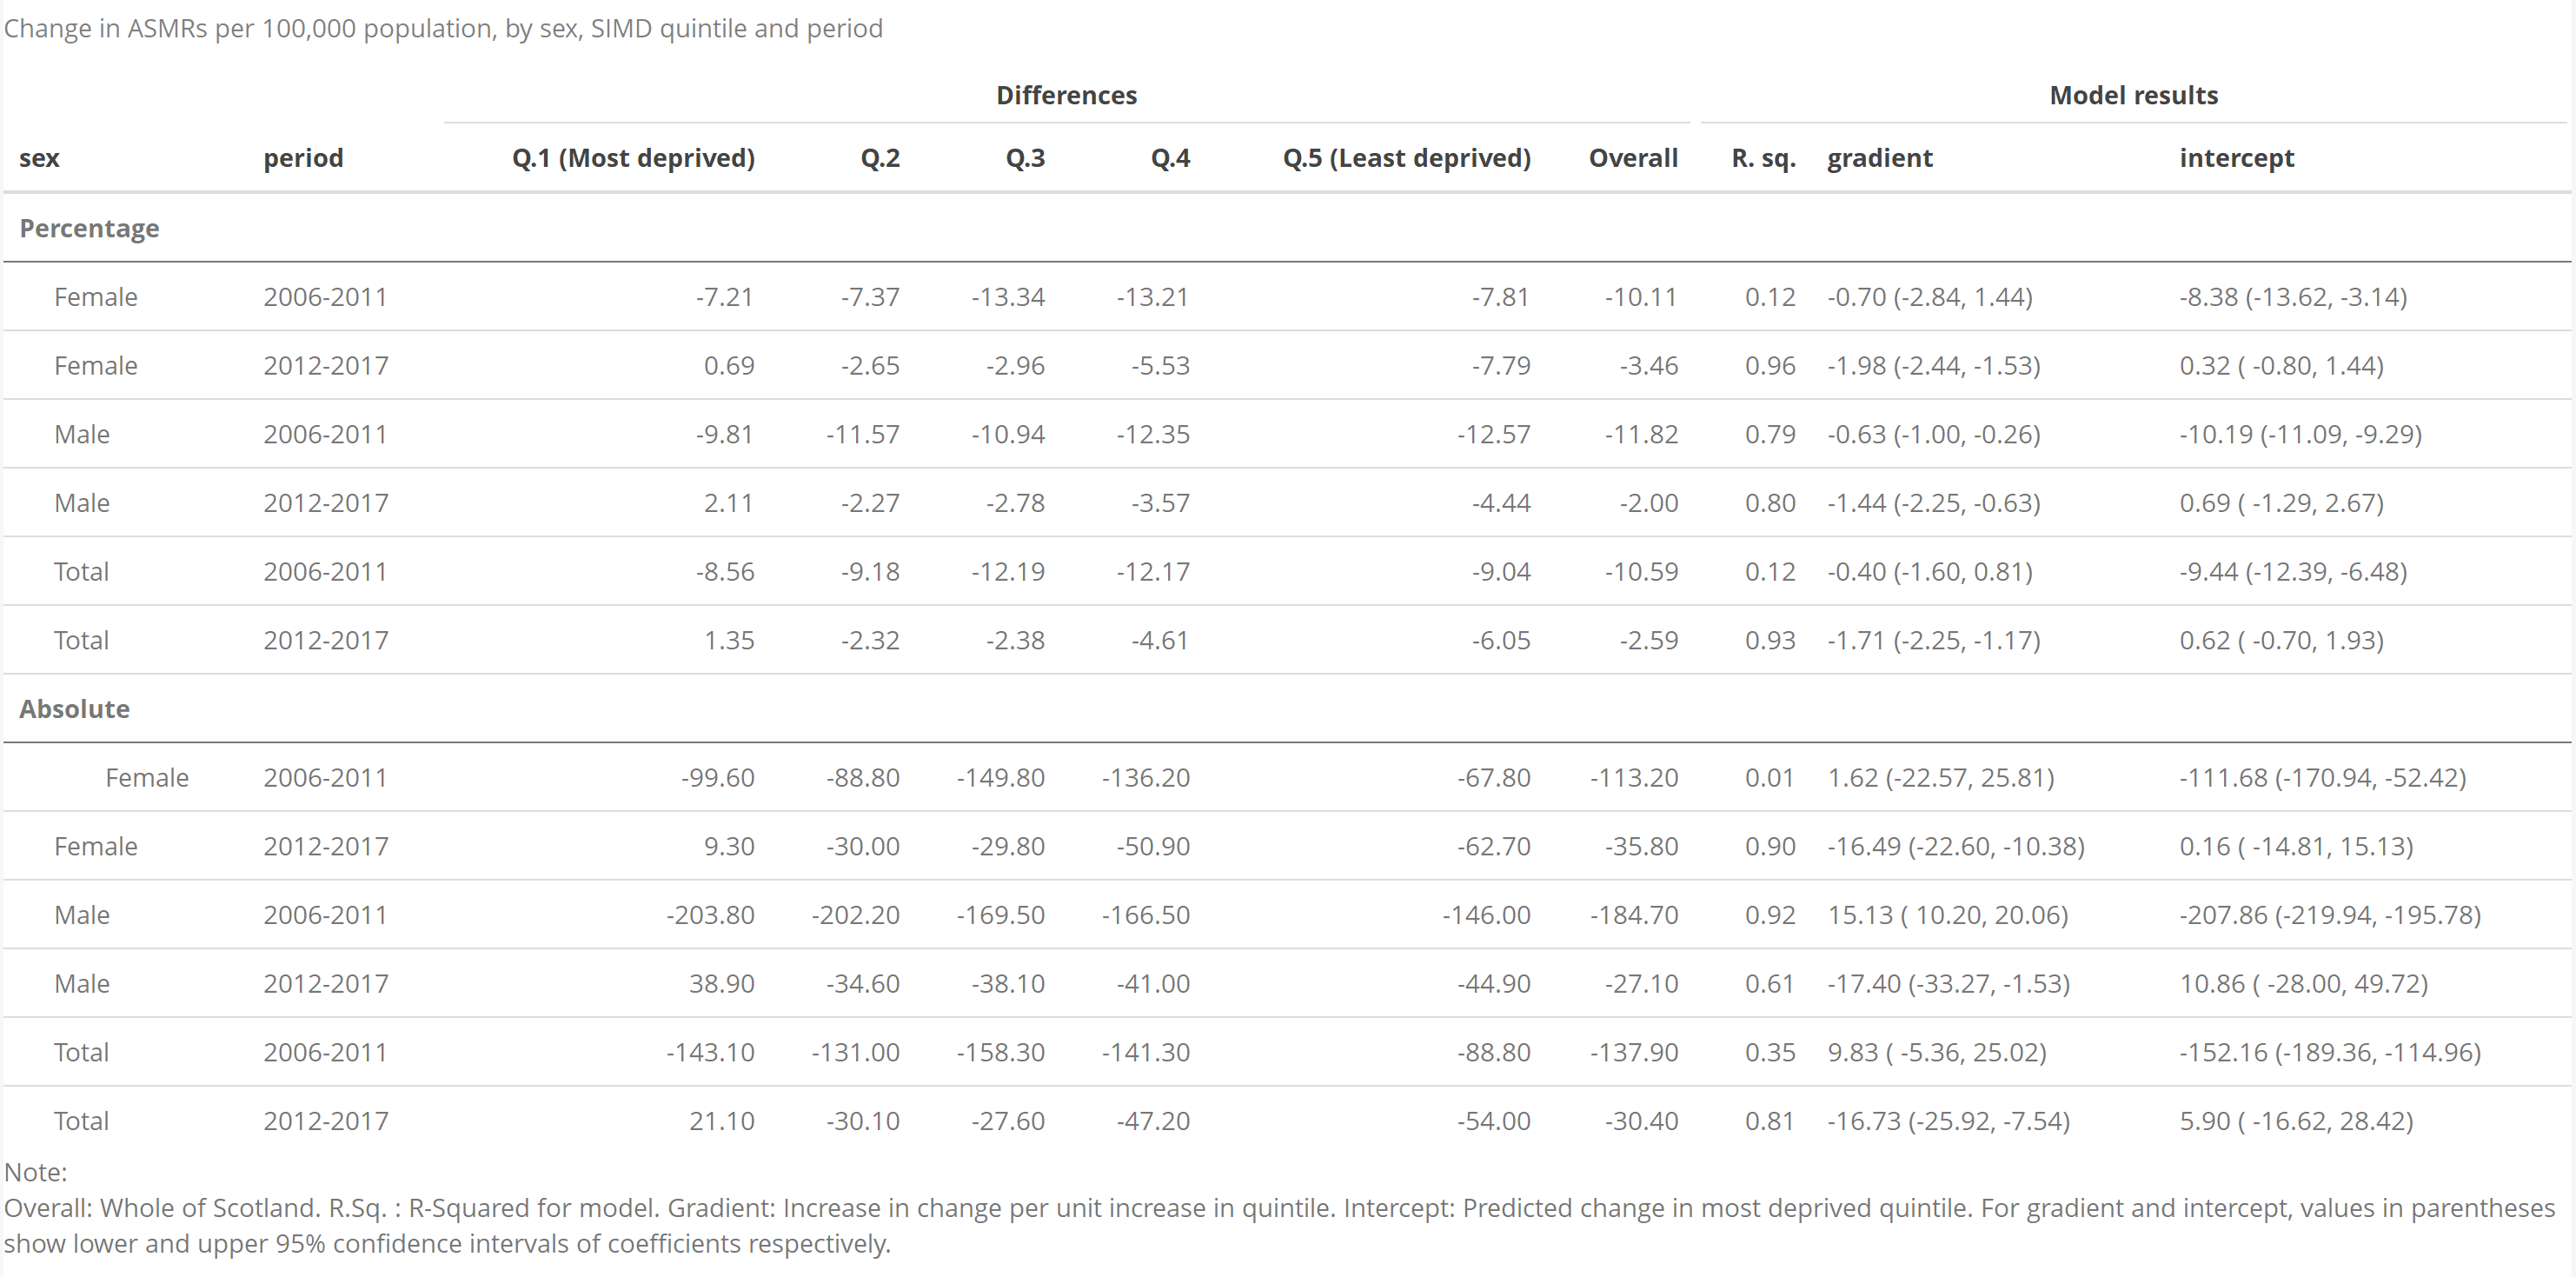 Change in ASMRs per 100,000 population, by sex, SIMD quintile and period
Differences Model results
sex period Q.1 (Most deprived) Q.2 Q.3 Q.4 Q.5 (Least deprived) Overall R. sq. gradient intercept
Percentage
Female 2006-2011 -7.21 -7.37 -13.34 -13.21 -7.81 -10.11 0.12 -0.70 (-2.84, 1.44) -8.38 (-13.62, -3.14)
Female 2012-2017 0.69 -2.65 -2.96 -5.53 -7.79 -3.46 0.96 -1.98 (-2.44, -1.53) 0.32 ( -0.80, 1.44)
Male 2006-2011 -9.81 -11.57 -10.94 -12.35 -12.57 -11.82 0.79 -0.63 (-1.00, -0.26) -10.19 (-11.09, -9.29)
Male 2012-2017 2.11 -2.27 -2.78 -3.57 -4.44 -2.00 0.80 -1.44 (-2.25, -0.63) 0.69 ( -1.29, 2.67)
Total 2006-2011 -8.56 -9.18 -12.19 -12.17 -9.04 -10.59 0.12 -0.40 (-1.60, 0.81) -9.44 (-12.39, -6.48)
Total 2012-2017 1.35 -2.32 -2.38 -4.61 -6.05 -2.59 0.93 -1.71 (-2.25, -1.17) 0.62 ( -0.70, 1.93)
Absolute
Female 2006-2011 -99.60 -88.80 -149.80 -136.20 -67.80 -113.20 0.01 1.62 (-22.57, 25.81) -111.68 (-170.94, -52.42)
Female 2012-2017 9.30 -30.00 -29.80 -50.90 -62.70 -35.80 0.90 -16.49 (-22.60, -10.38) 0.16 ( -14.81, 15.13)
Male 2006-2011 -203.80 -202.20 -169.50 -166.50 -146.00 -184.70 0.92 15.13 ( 10.20, 20.06) -207.86 (-219.94, -195.78)
Male 2012-2017 38.90 -34.60 -38.10 -41.00 -44.90 -27.10 0.61 -17.40 (-33.27, -1.53) 10.86 ( -28.00, 49.72)
Total 2006-2011 -143.10 -131.00 -158.30 -141.30 -88.80 -137.90 0.35 9.83 ( -5.36, 25.02) -152.16 (-189.36, -114.96)
Total 2012-2017 21.10 -30.10 -27.60 -47.20 -54.00 -30.40 0.81 -16.73 (-25.92, -7.54) 5.90 ( -16.62, 28.42)
Note:
Overall: Whole of Scotland. R.Sq. : R-Squared for model. Gradient: Increase in change per unit increase in quintile. Intercept: Predicted change in most deprived quintile. For gradient and intercept, values in parentheses
show lower and upper 95% confidence intervals of coefficients respectively.